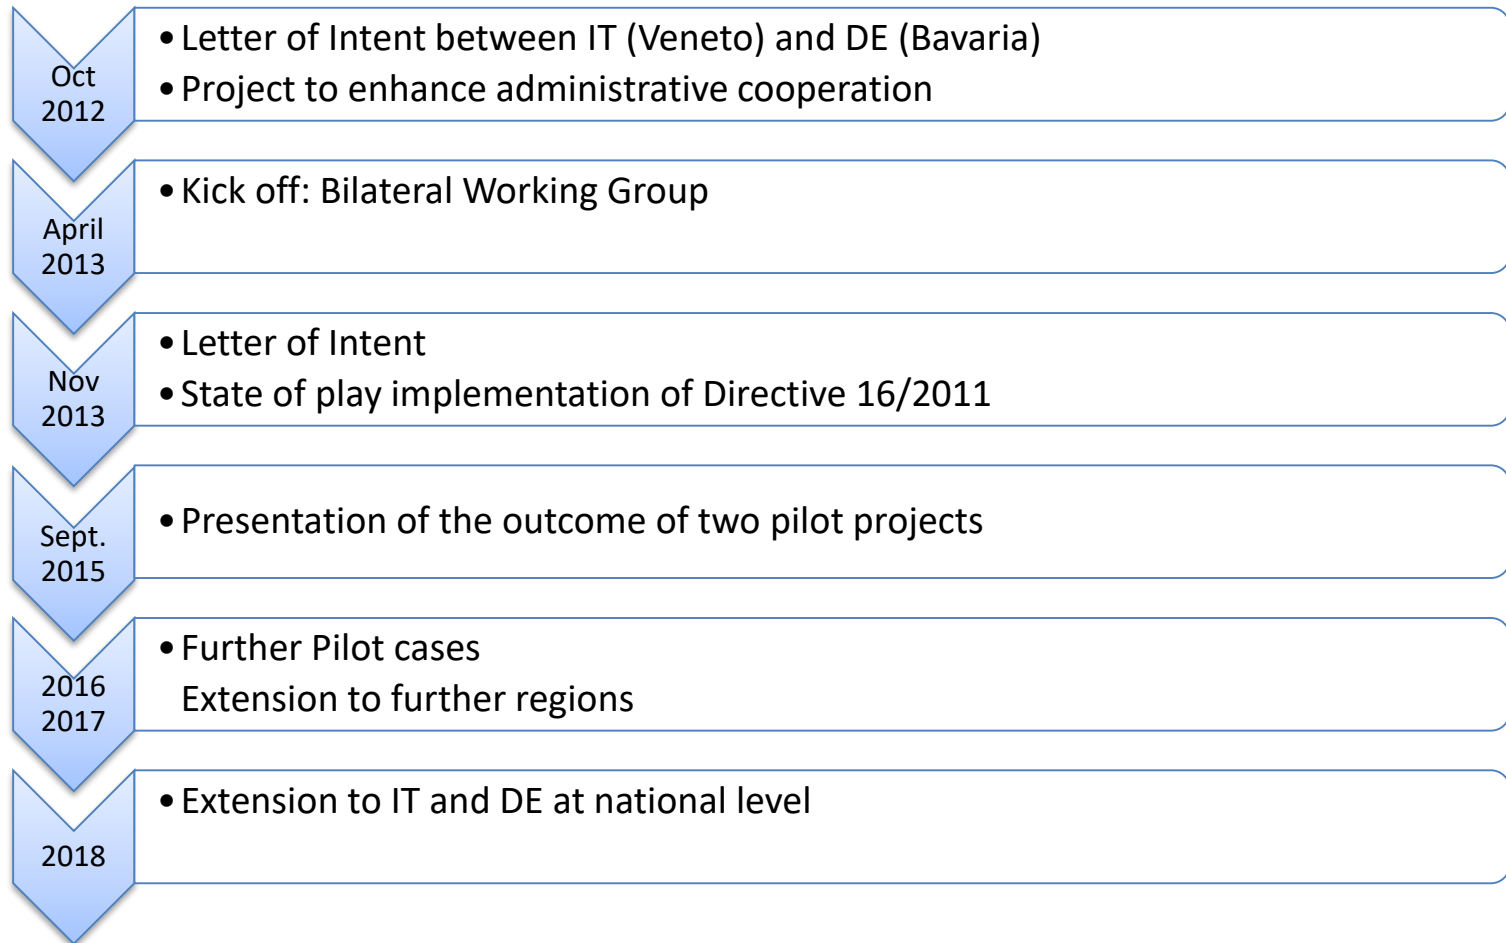 Oct
2012
• Letter of Intent between IT (Veneto) and DE (Bavaria)
• Project to enhance administrative cooperation
April
2013
• Kick off: Bilateral Working Group
Nov
2013
• Letter of Intent
• State of play implementation of Directive 16/2011
Sept.
2015
• Presentation of the outcome of two pilot projects
2016
2017
• Further Pilot cases
Extension to further regions
2018
• Extension to IT and DE at national level